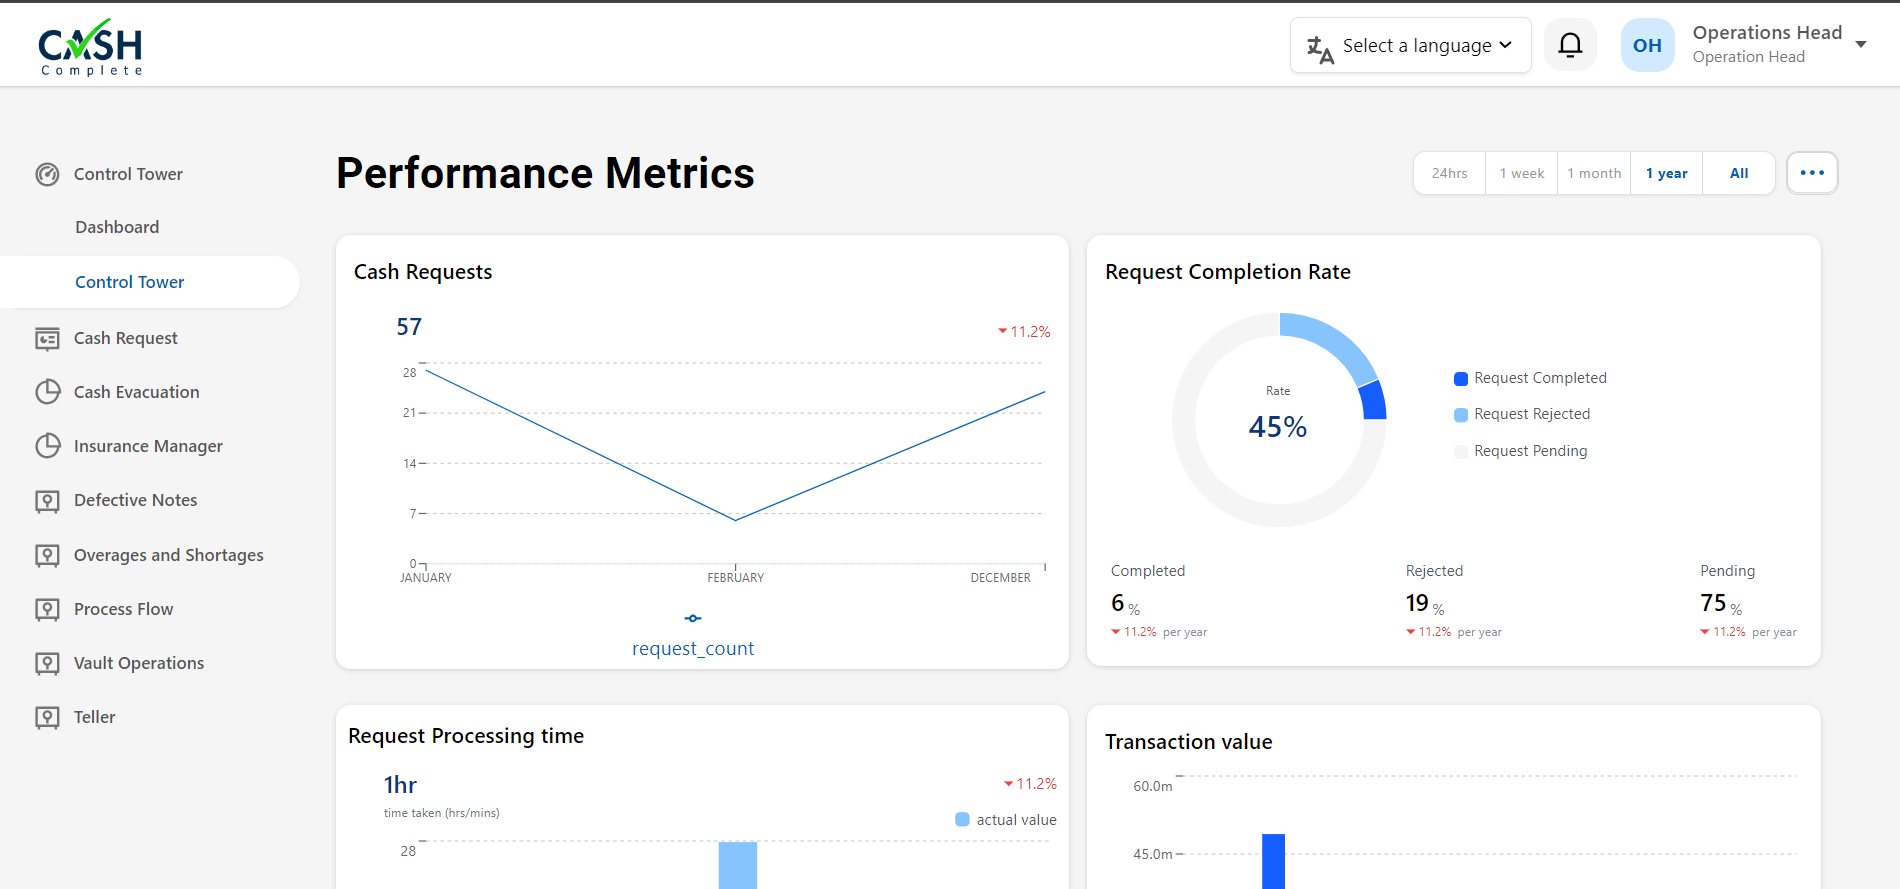 CASH
Complete
Select a language
OH
Operations Head
Operation Head
Control Tower
Dashboard
Control Tower
Cash Request
Cash Evacuation
Insurance Manager
Defective Notes
Overages and Shortages
Process Flow
Vault Operations
Teller
Performance Metrics
24hrs
1 week
1 month
1 year
All
Cash Requests
57
11.2%
28
21
14
7
0
JANUARY
FEBRUARY
DECEMBER
request_count
Request Completion Rate
Rate
45%
Request Completed
Request Rejected
Request Pending
Completed
6 %
11.2% per year
Rejected
19 %
11.2% per year
Pending
75 %
11.2% per year
Request Processing time
1hr
time taken (hrs/mins)
11.2%
actual value
28
Transaction value
60.0m
45.0m